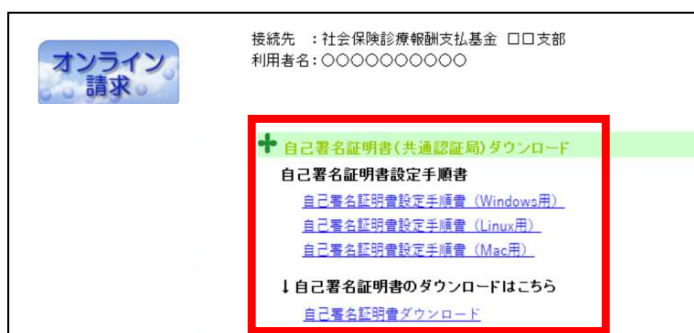 オンライン
請求
接続先　：社会保険診療報酬支払基金　口口支部
利用者名：○○○○○○○○○○
自己署名証明書(共通認証局)ダウンロード
自己署名証明書設定手順書
自己署名証明書設定手順書（Windows用）
自己署名証明書設定手順書（Linux用）
自己署名証明書設定手順書（Mac用）
↓自己署名証明書のダウンロードはこちら
自己署名証明書ダウンロード